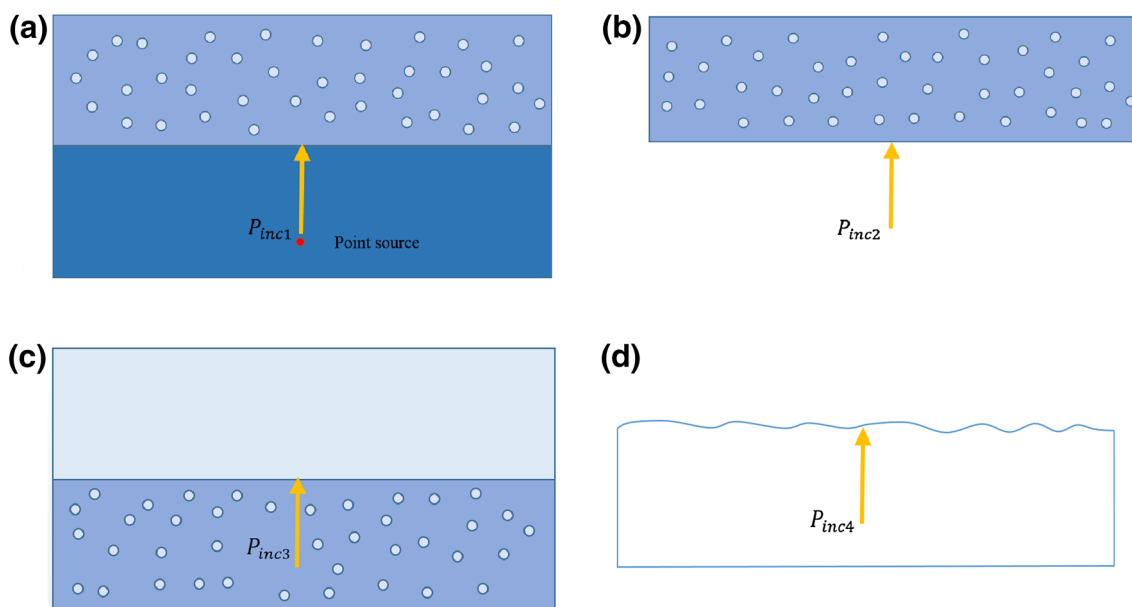 (a)
P_inc1
Point source
(b)
P_inc2
(c)
P_inc3
(d)
P_inc4